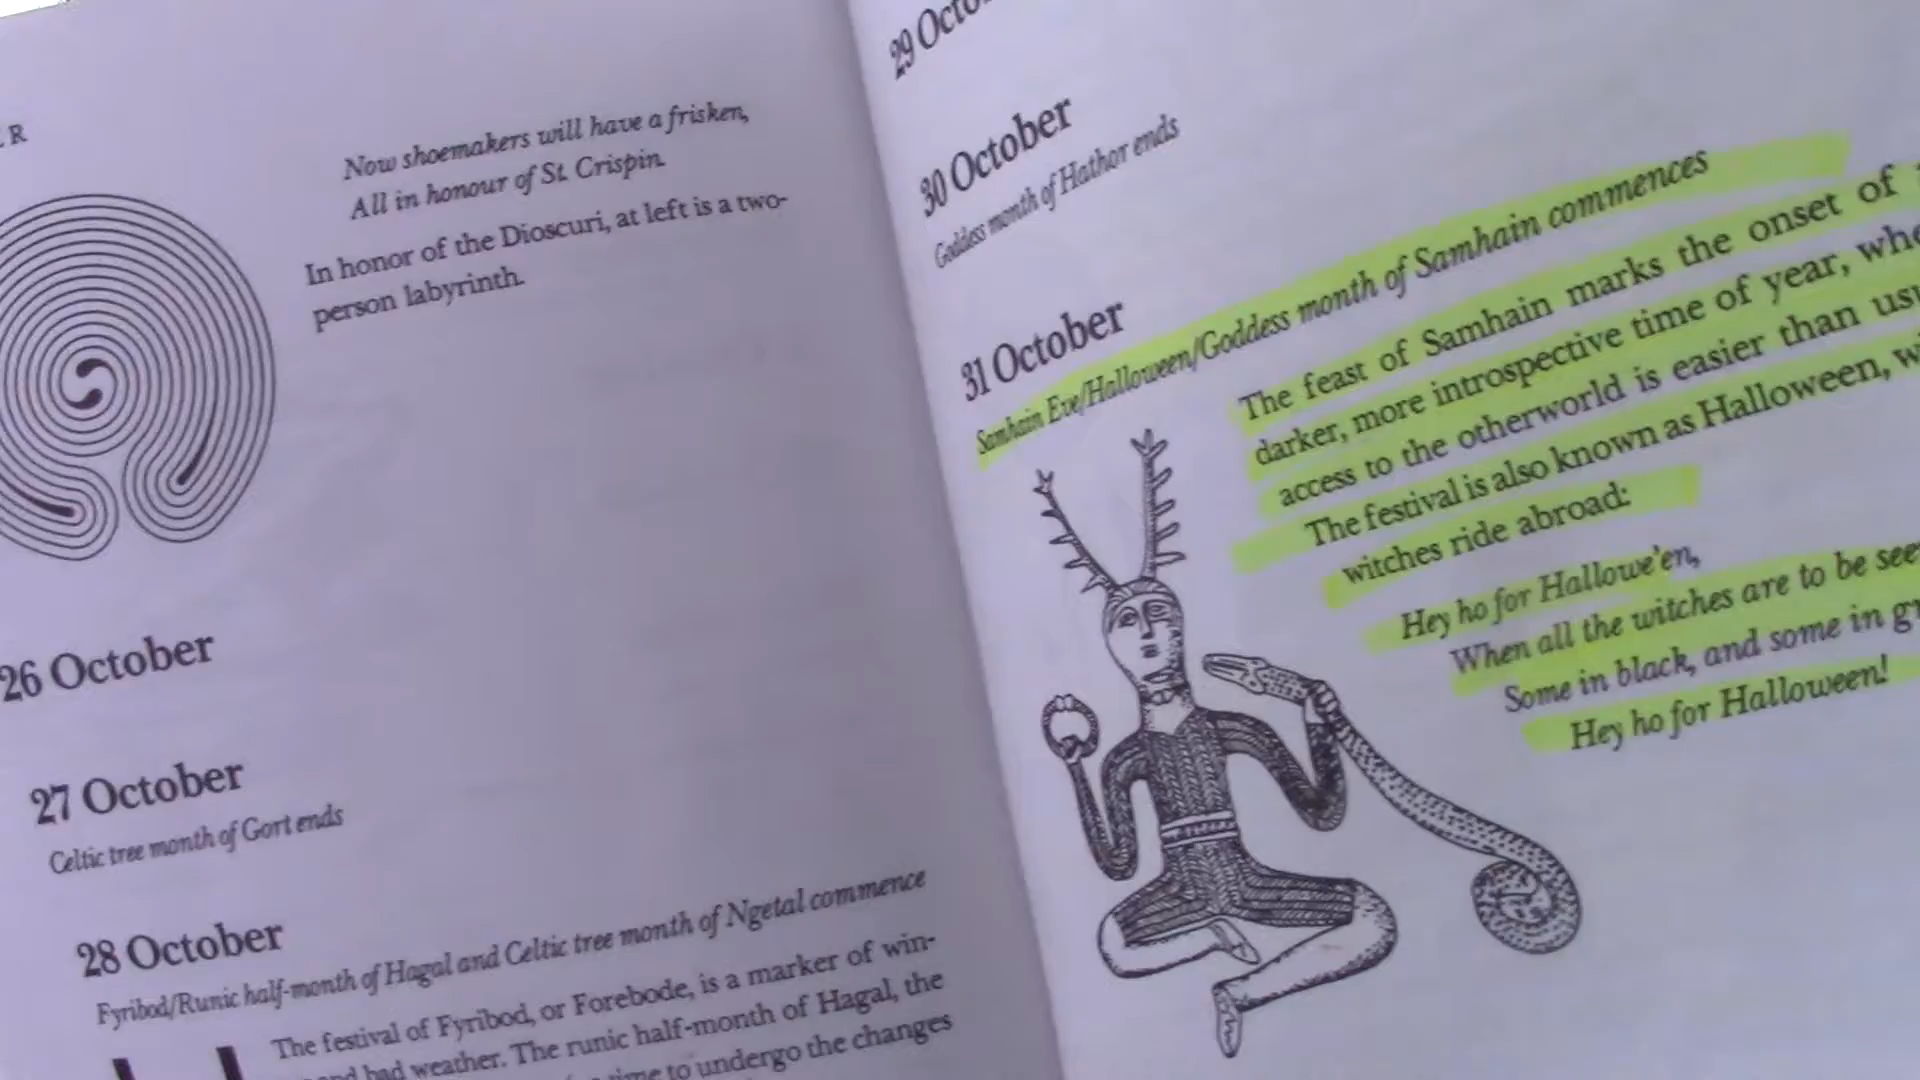 R
Now shoemakers will have a frisken,
All in honour of St. Crispin.
In honor of the Dioscuri, at left is a two-
person labyrinth.
26 October
27 October
Celtic tree month of Gort ends
28 October
Fyribod/Runic half-month of Hagal and Celtic tree month of Ngetal commence
The festival of Fyribod, or Forebode, is a marker of win-
and bad weather. The runic half-month of Hagal, the
time to undergo the changes
29 Octo
30 October
Goddess month of Hathor ends
31 October
Samhain Eve/Halloween/Goddess month of Samhain commences
The feast of Samhain marks the onset of
darker, more introspective time of year, whe
access to the otherworld is easier than usu
The festival is also known as Halloween, w
witches ride abroad:
Hey ho for Hallowe'en,
When all the witches are to be see
Some in black, and some in gr
Hey ho for Halloween!